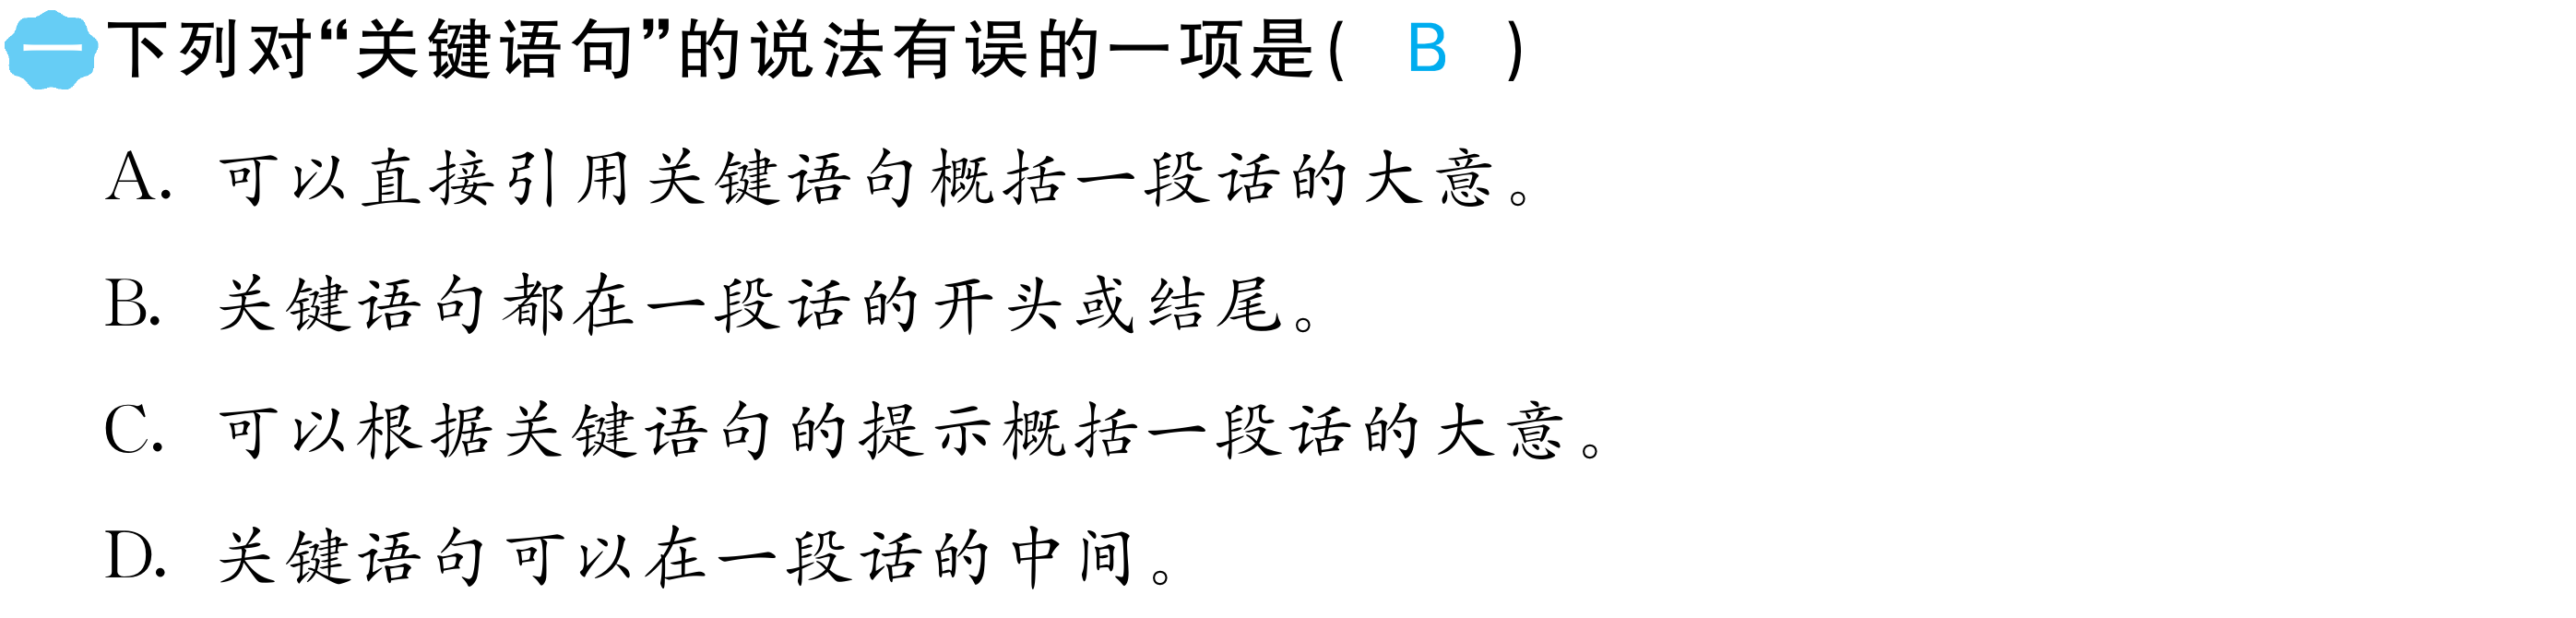 一 下列对“关键语句”的说法有误的一项是( B )
A. 可以直接引用关键语句概括一段话的大意。
B. 关键语句都在一段话的开头或结尾。
C. 可以根据关键语句的提示概括一段话的大意。
D. 关键语句可以在一段话的中间。